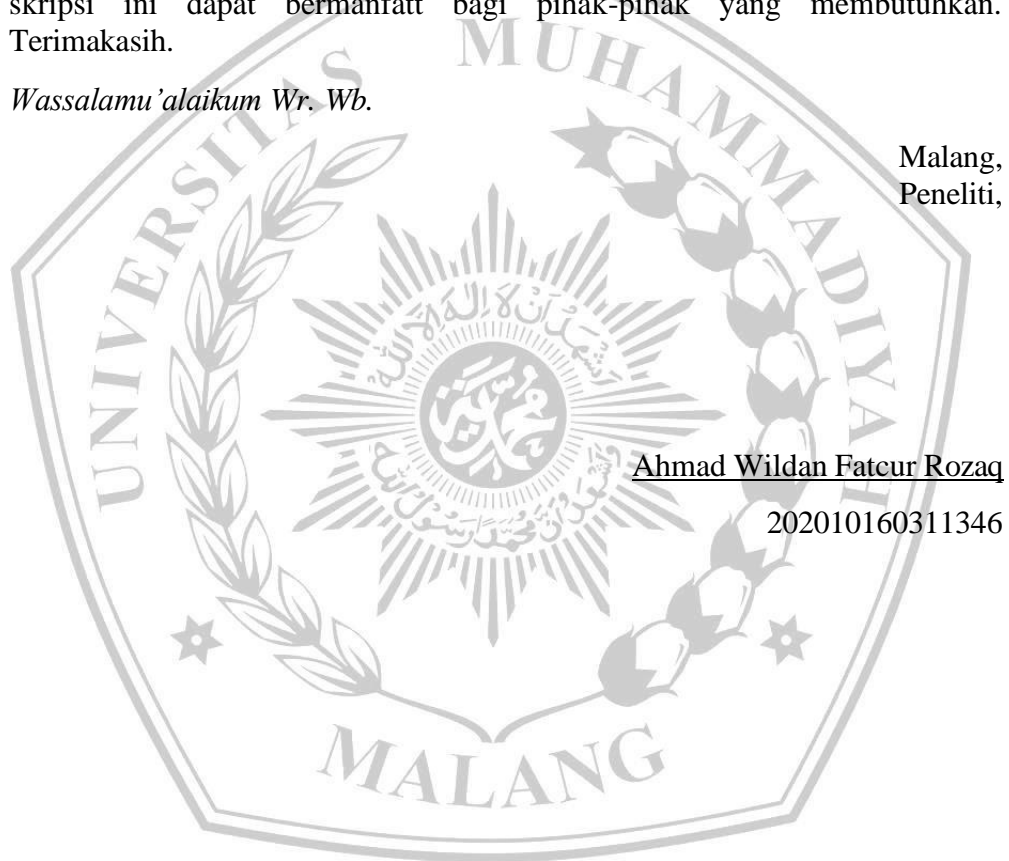 skripsi ini dapat bermanfatt bagi pihak-pihak yang membutuhkan.
Terimakasih.
Wassalamu’alaikum Wr. Wb.
Malang,
Peneliti,
Ahmad Wildan Fatcur Rozaq
202010160311346
UNIVERSITAS MUHAMMADIYAH
MALANG